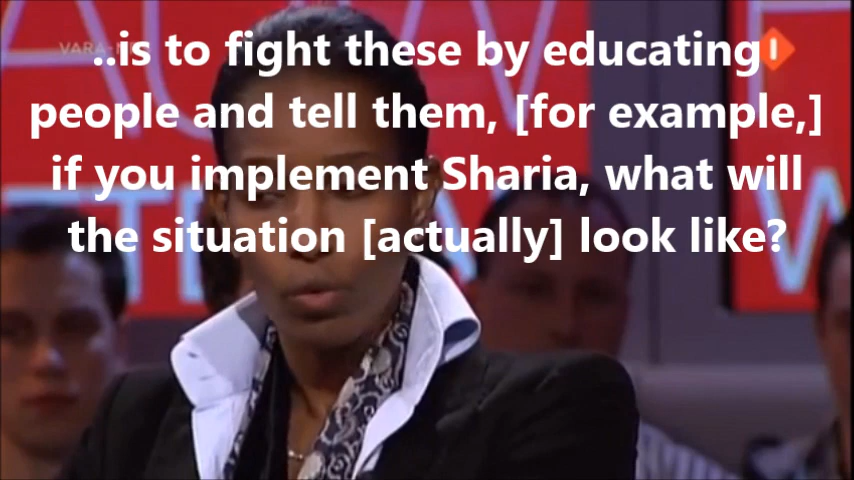 ..is to fight these by educating
people and tell them, [for example,]
if you implement Sharia, what will
the situation [actually] look like?
VARA